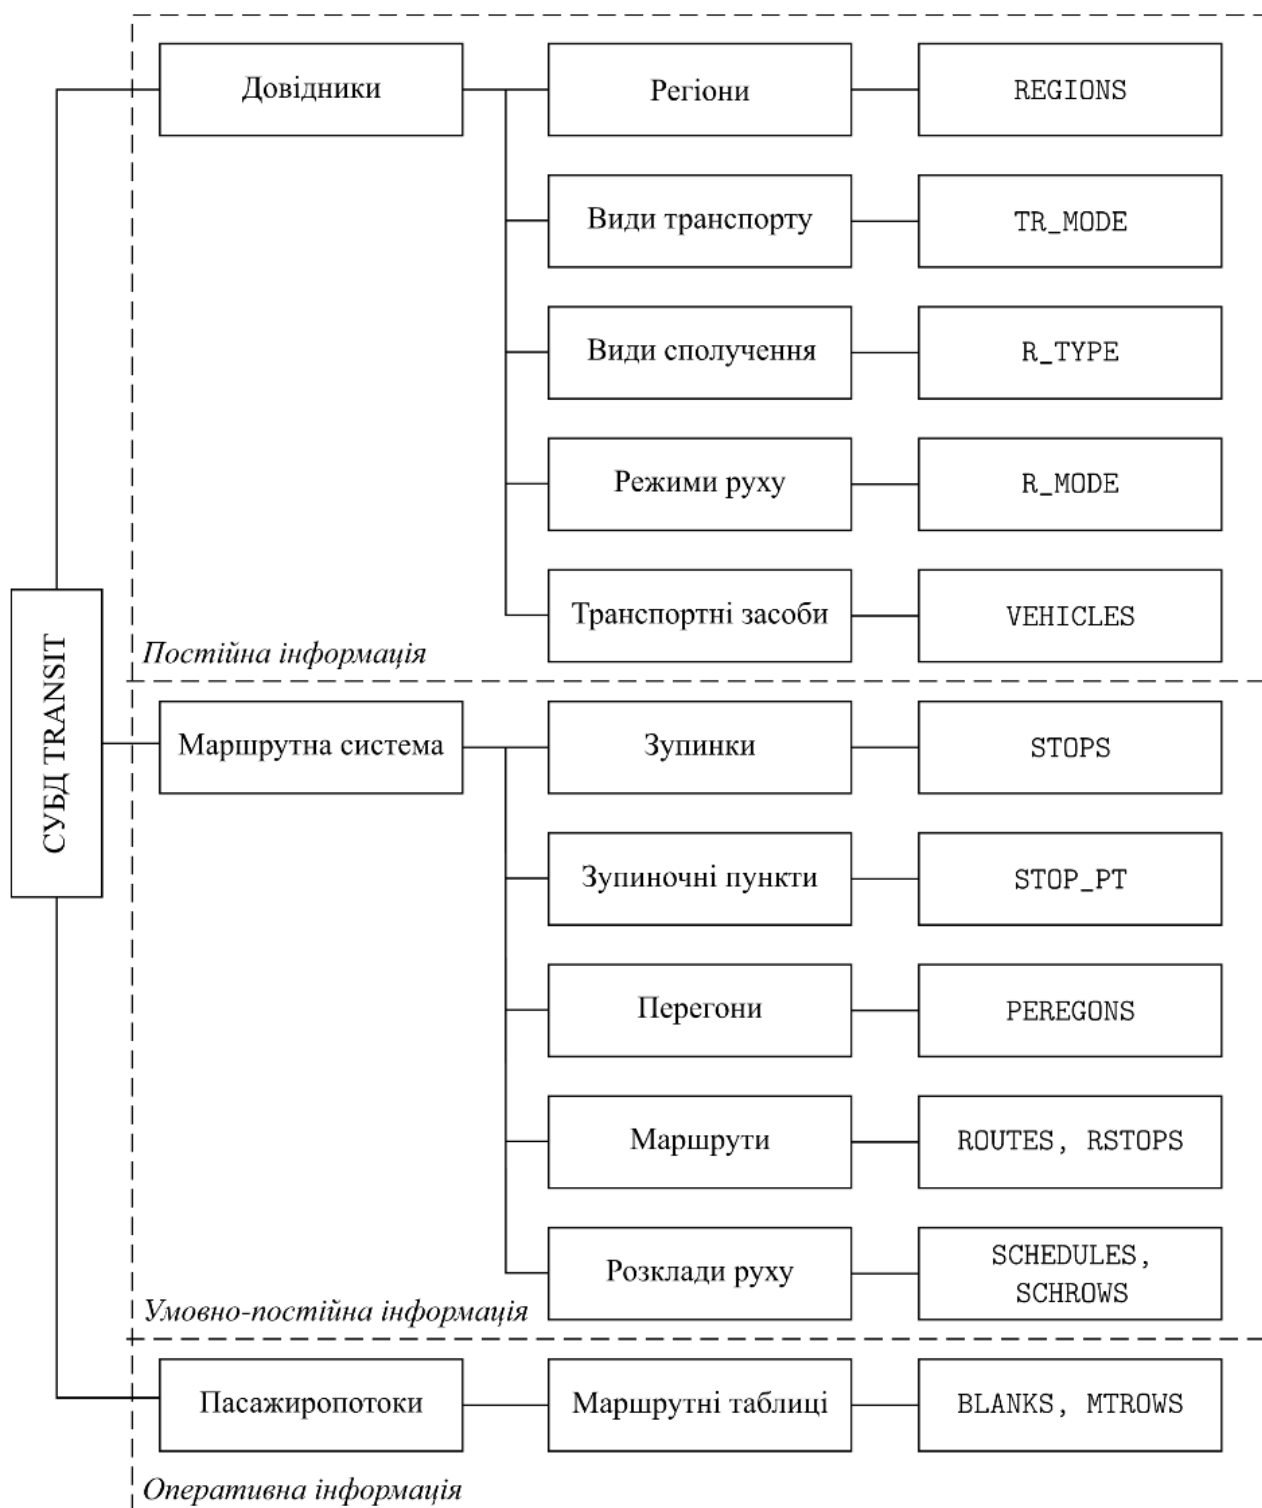 СУБД TRANSIT
Довідники
Регіони
REGIONS
Види транспорту
TR_MODE
Види сполучення
R_TYPE
Режими руху
R_MODE
Транспортні засоби
VEHICLES
Постійна інформація
Маршрутна система
Зупинки
STOPS
Зупиночні пункти
STOP_PT
Перегони
PEREGONS
Маршрути
ROUTES, RSTOPS
Розклади руху
SCHEDULES,
SCHROWS
Умовно-постійна інформація
Пасажиропотоки
Маршрутні таблиці
BLANKS, MTROWS
Оперативна інформація